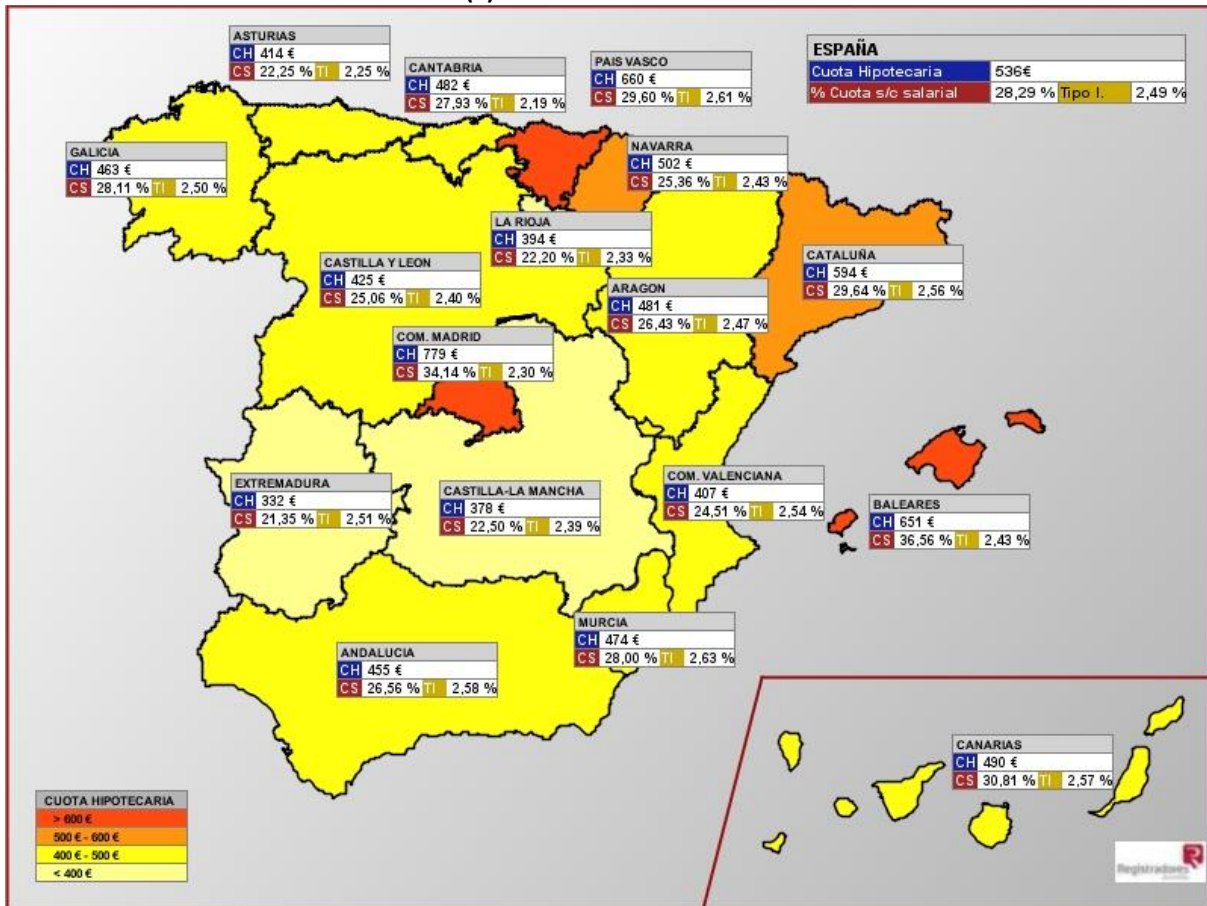 ASTURIAS
CH 414 €
CS 22,25 % TI 2,25 %
CANTABRIA
CH 482 €
CS 27,93 % TI 2,19 %
PAIS VASCO
CH 660 €
CS 29,60 % TI 2,61 %
ESPAÑA
Cuota Hipotecaria 536€
% Cuota s/c salarial 28,29 % Tipo I. 2,49 %
GALICIA
CH 463 €
CS 28,11 % TI 2,50 %
NAVARRA
CH 502 €
CS 25,36 % TI 2,43 %
LA RIOJA
CH 394 €
CS 22,20 % TI 2,33 %
CASTILLA Y LEON
CH 425 €
CS 25,06 % TI 2,40 %
CATALUÑA
CH 594 €
CS 29,64 % TI 2,56 %
ARAGON
CH 481 €
CS 26,43 % TI 2,47 %
COM. MADRID
CH 779 €
CS 34,14 % TI 2,30 %
EXTREMADURA
CH 332 €
CS 21,35 % TI 2,51 %
CASTILLA-LA MANCHA
CH 378 €
CS 22,50 % TI 2,39 %
COM. VALENCIANA
CH 407 €
CS 24,51 % TI 2,54 %
BALEARES
CH 651 €
CS 36,56 % TI 2,43 %
MURCIA
CH 474 €
CS 28,00 % TI 2,63 %
ANDALUCIA
CH 455 €
CS 26,56 % TI 2,58 %
CANARIAS
CH 490 €
CS 30,81 % TI 2,57 %
CUOTA HIPOTECARIA
> 600 €
500 € - 600 €
400 € - 500 €
< 400 €
Registradores